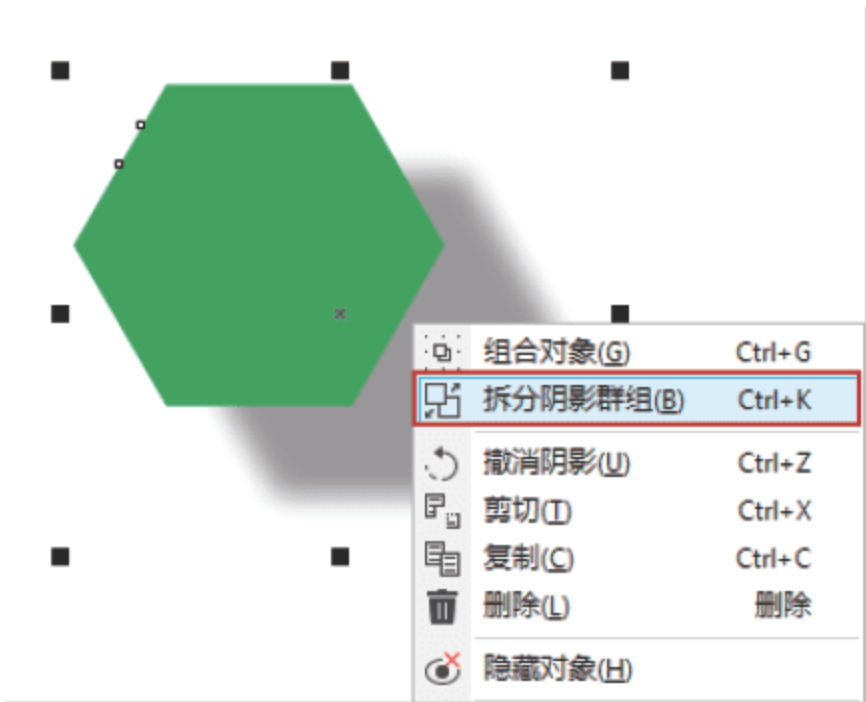 组合对象(G) Ctrl+G
拆分阴影群组(B) Ctrl+K
撤消阴影(U) Ctrl+Z
剪切(T) Ctrl+X
复制(C) Ctrl+C
删除(L) 删除
隐藏对象(H)